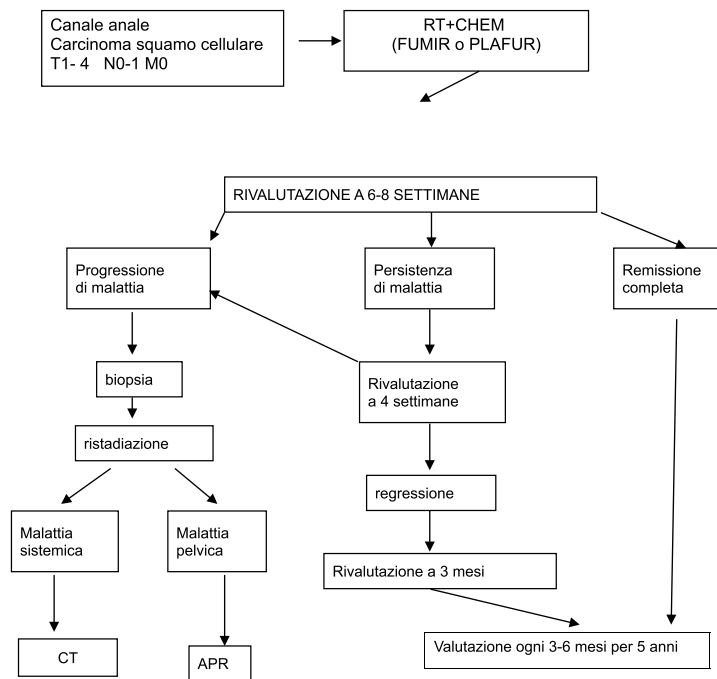 Canale anale
Carcinoma squamo cellulare
T1- 4 N0-1 M0
RT+CHEM
(FUMIR o PLAFUR)
RIVALUTAZIONE A 6-8 SETTIMANE
Progressione
di malattia
Persistenza
di malattia
Remissione
completa
biopsia
Rivalutazione
a 4 settimane
ristadiazione
regressione
Malattia
sistemica
Malattia
pelvica
Rivalutazione a 3 mesi
CT
APR
Valutazione ogni 3-6 mesi per 5 anni